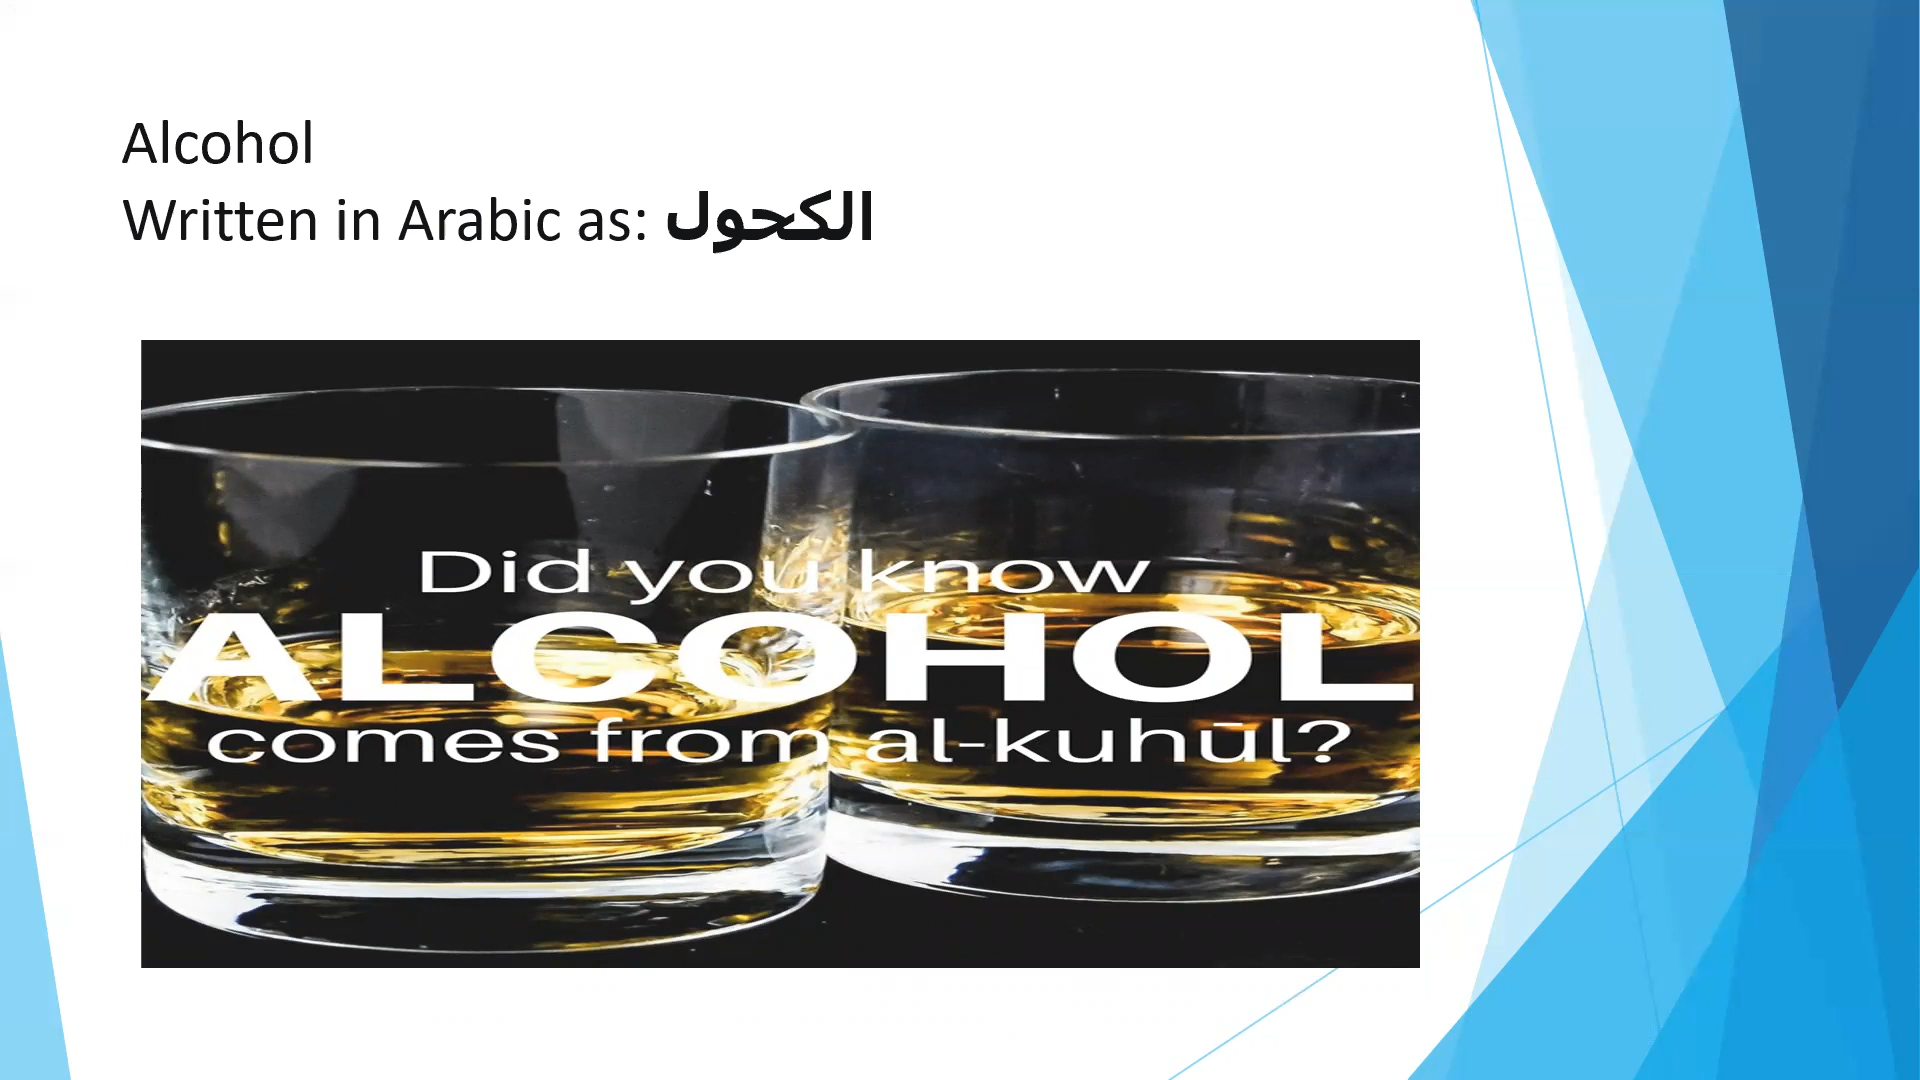 Alcohol
Written in Arabic as: الكحول
Did you know
ALCOHOL
comes from al-kuhūl?